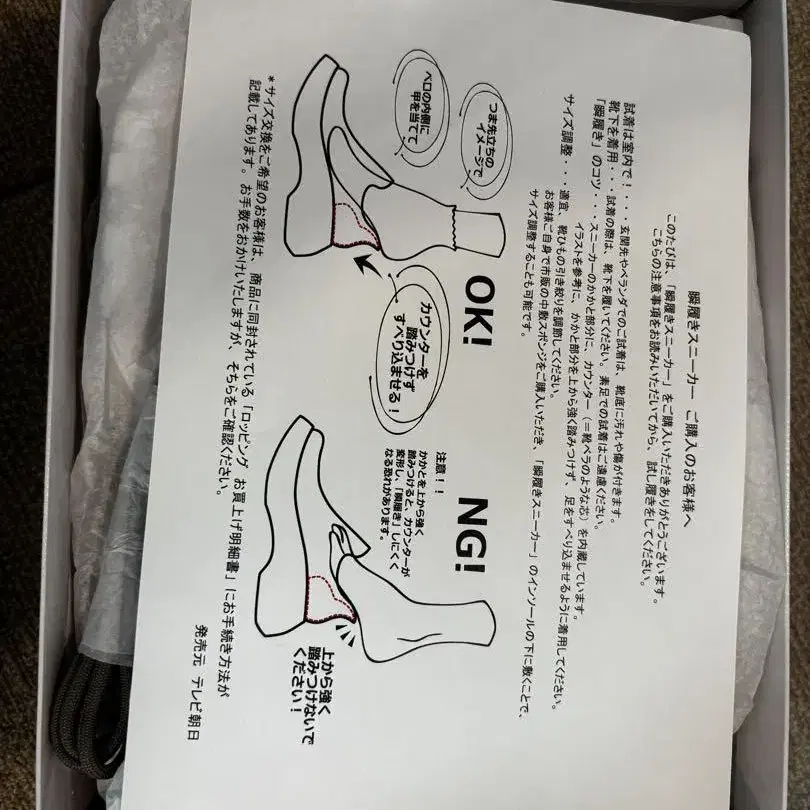 瞬履きスニーカー ご購入のお客様へ
このたびは、「瞬履きスニーカー」をご購入いただきありがとうございます。
こちらの注意事項をお読みいただいてから、試し履きをしてください。
試着は室内で！・・・玄関先やベランダでのご試着は、靴底に汚れや傷が付きます。
靴下を着用・・・試着の際は、靴下を履いてください。素足での試着はご遠慮ください。
「瞬履き」のコツ・・・スニーカーのかかと部分に、カウンター（＝靴ベラのような芯）を内蔵しています。
イラストを参考に、かかと部分を上から強く踏みつけず、足をすべり込ませるように着用してください。
サイズ調整・・・適宜、靴ひもの引き絞りを調節してください。
お客様ご自身で市販の中敷スポンジをご購入いただき、「瞬履きスニーカー」のインソールの下に敷くことで、
サイズ調整することも可能です。
つま先立ちの
イメージで
ベロの内側に
甲を当てて
OK!
カウンターを
踏みつけず
すべり込ませる！
NG!
注意！！
かかとを上から強く
踏みつけると、カウンターが
変形し、「瞬履き」しにくく
なる恐れがあります。
上から強く
踏みつけないで
ください！
*サイズ交換をご希望のお客様は、商品に同封されている「ロッピング お買上げ明細書」にお手続き方法が
記載してあります。お手数をおかけいたしますが、そちらをご確認ください。
発売元 テレビ朝日